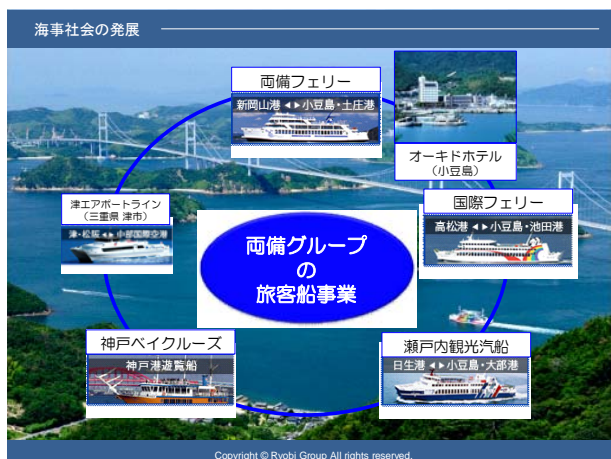 海事社会の発展
両備フェリー
新岡山港 ◄►小豆島・土庄港
オーキドホテル
(小豆島)
津エアポートライン
(三重県 津市)
津・松阪◄►中部国際空港
国際フェリー
高松港 ◄►小豆島・池田港
両備グループ
の
旅客船事業
神戸ベイクルーズ
神戸港遊覧船
瀬戸内観光汽船
日生港 ◄►小豆島・大部港
Copyright © Ryobi Group All rights reserved.